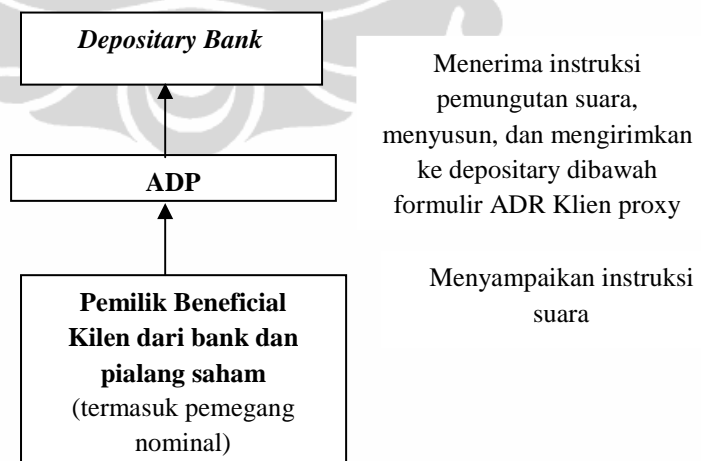 Depositary Bank
Menerima instruksi
pemungutan suara,
menyusun, dan mengirimkan
ke depositary dibawah
formulir ADR Klien proxy
ADP
Pemilik Beneficial
Kilen dari bank dan
pialang saham
(termasuk pemegang
nominal)
Menyampaikan instruksi
suara